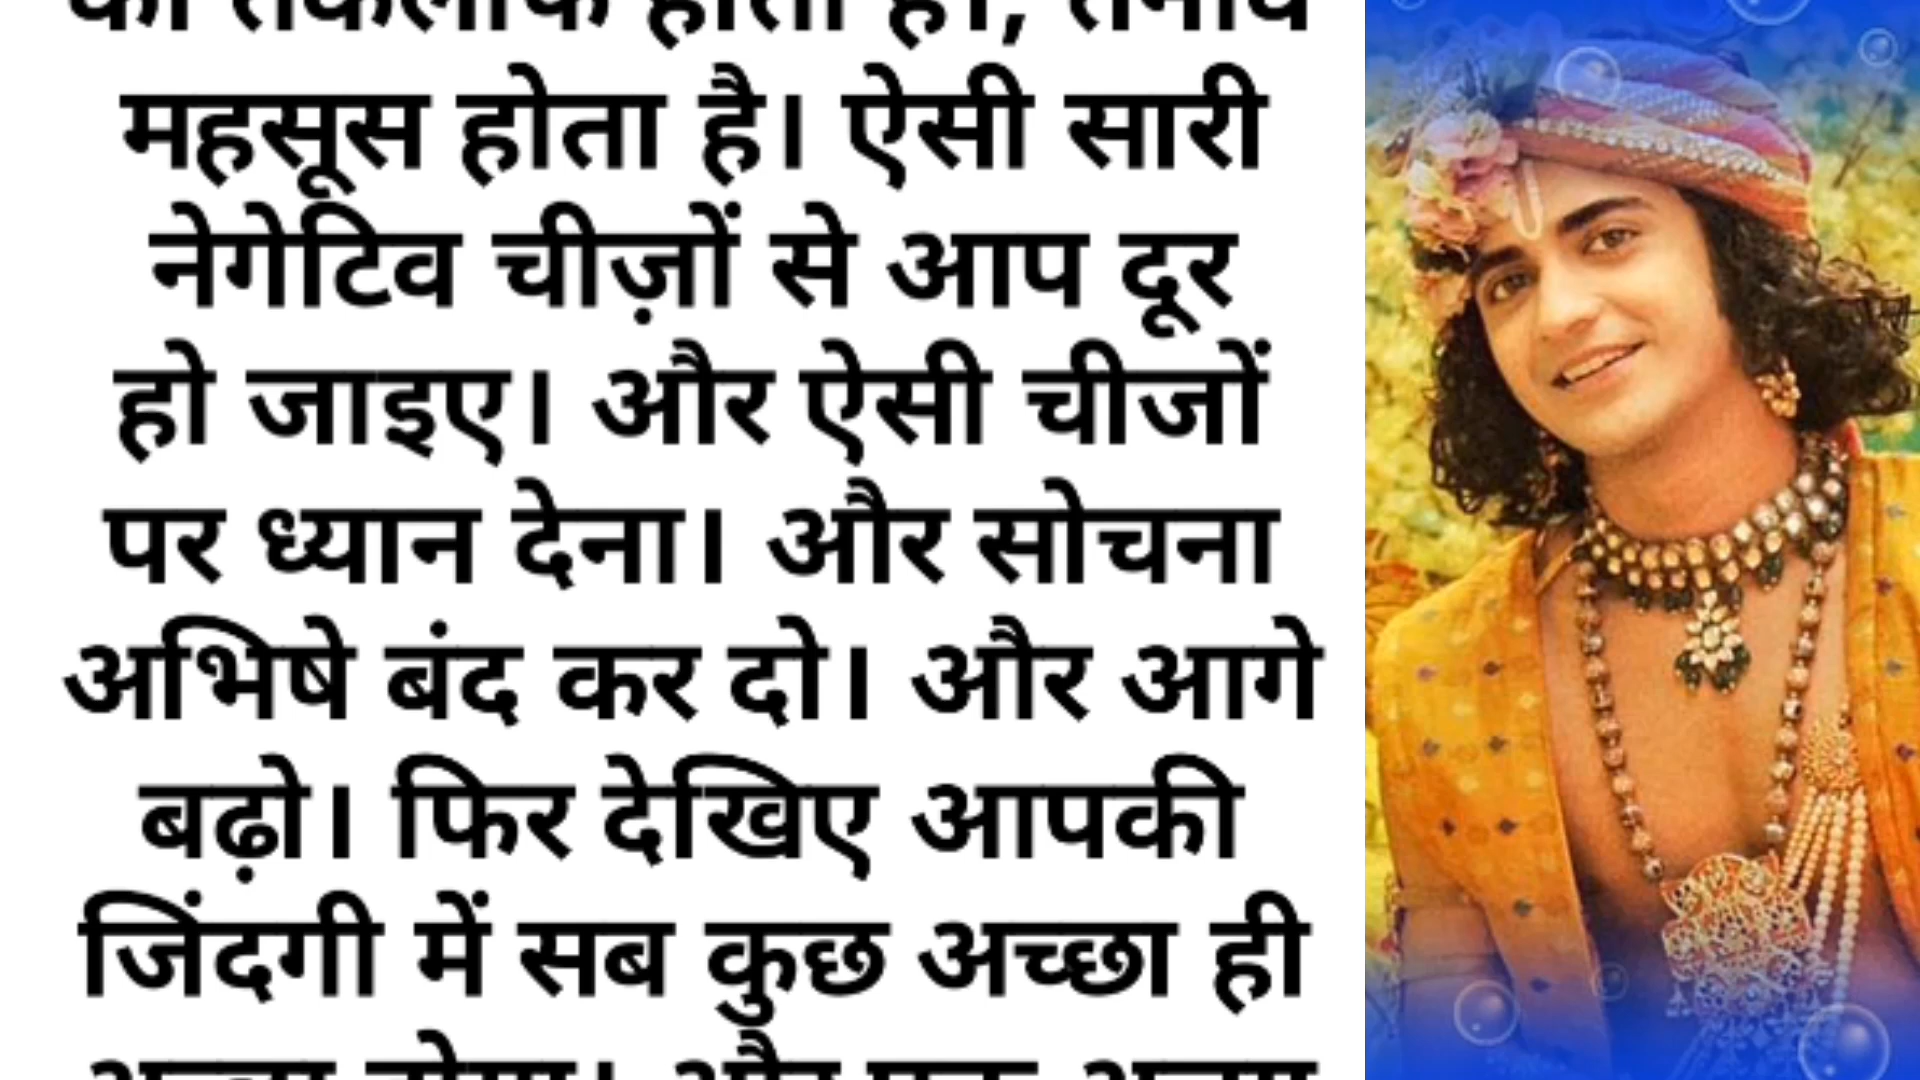 महसूस होता है। ऐसी सारी
नेगेटिव चीज़ों से आप दूर
हो जाइए। और ऐसी चीजों
पर ध्यान देना। और सोचना
अभिषे बंद कर दो। और आगे
बढ़ो। फिर देखिए आपकी
जिंदगी में सब कुछ अच्छा ही